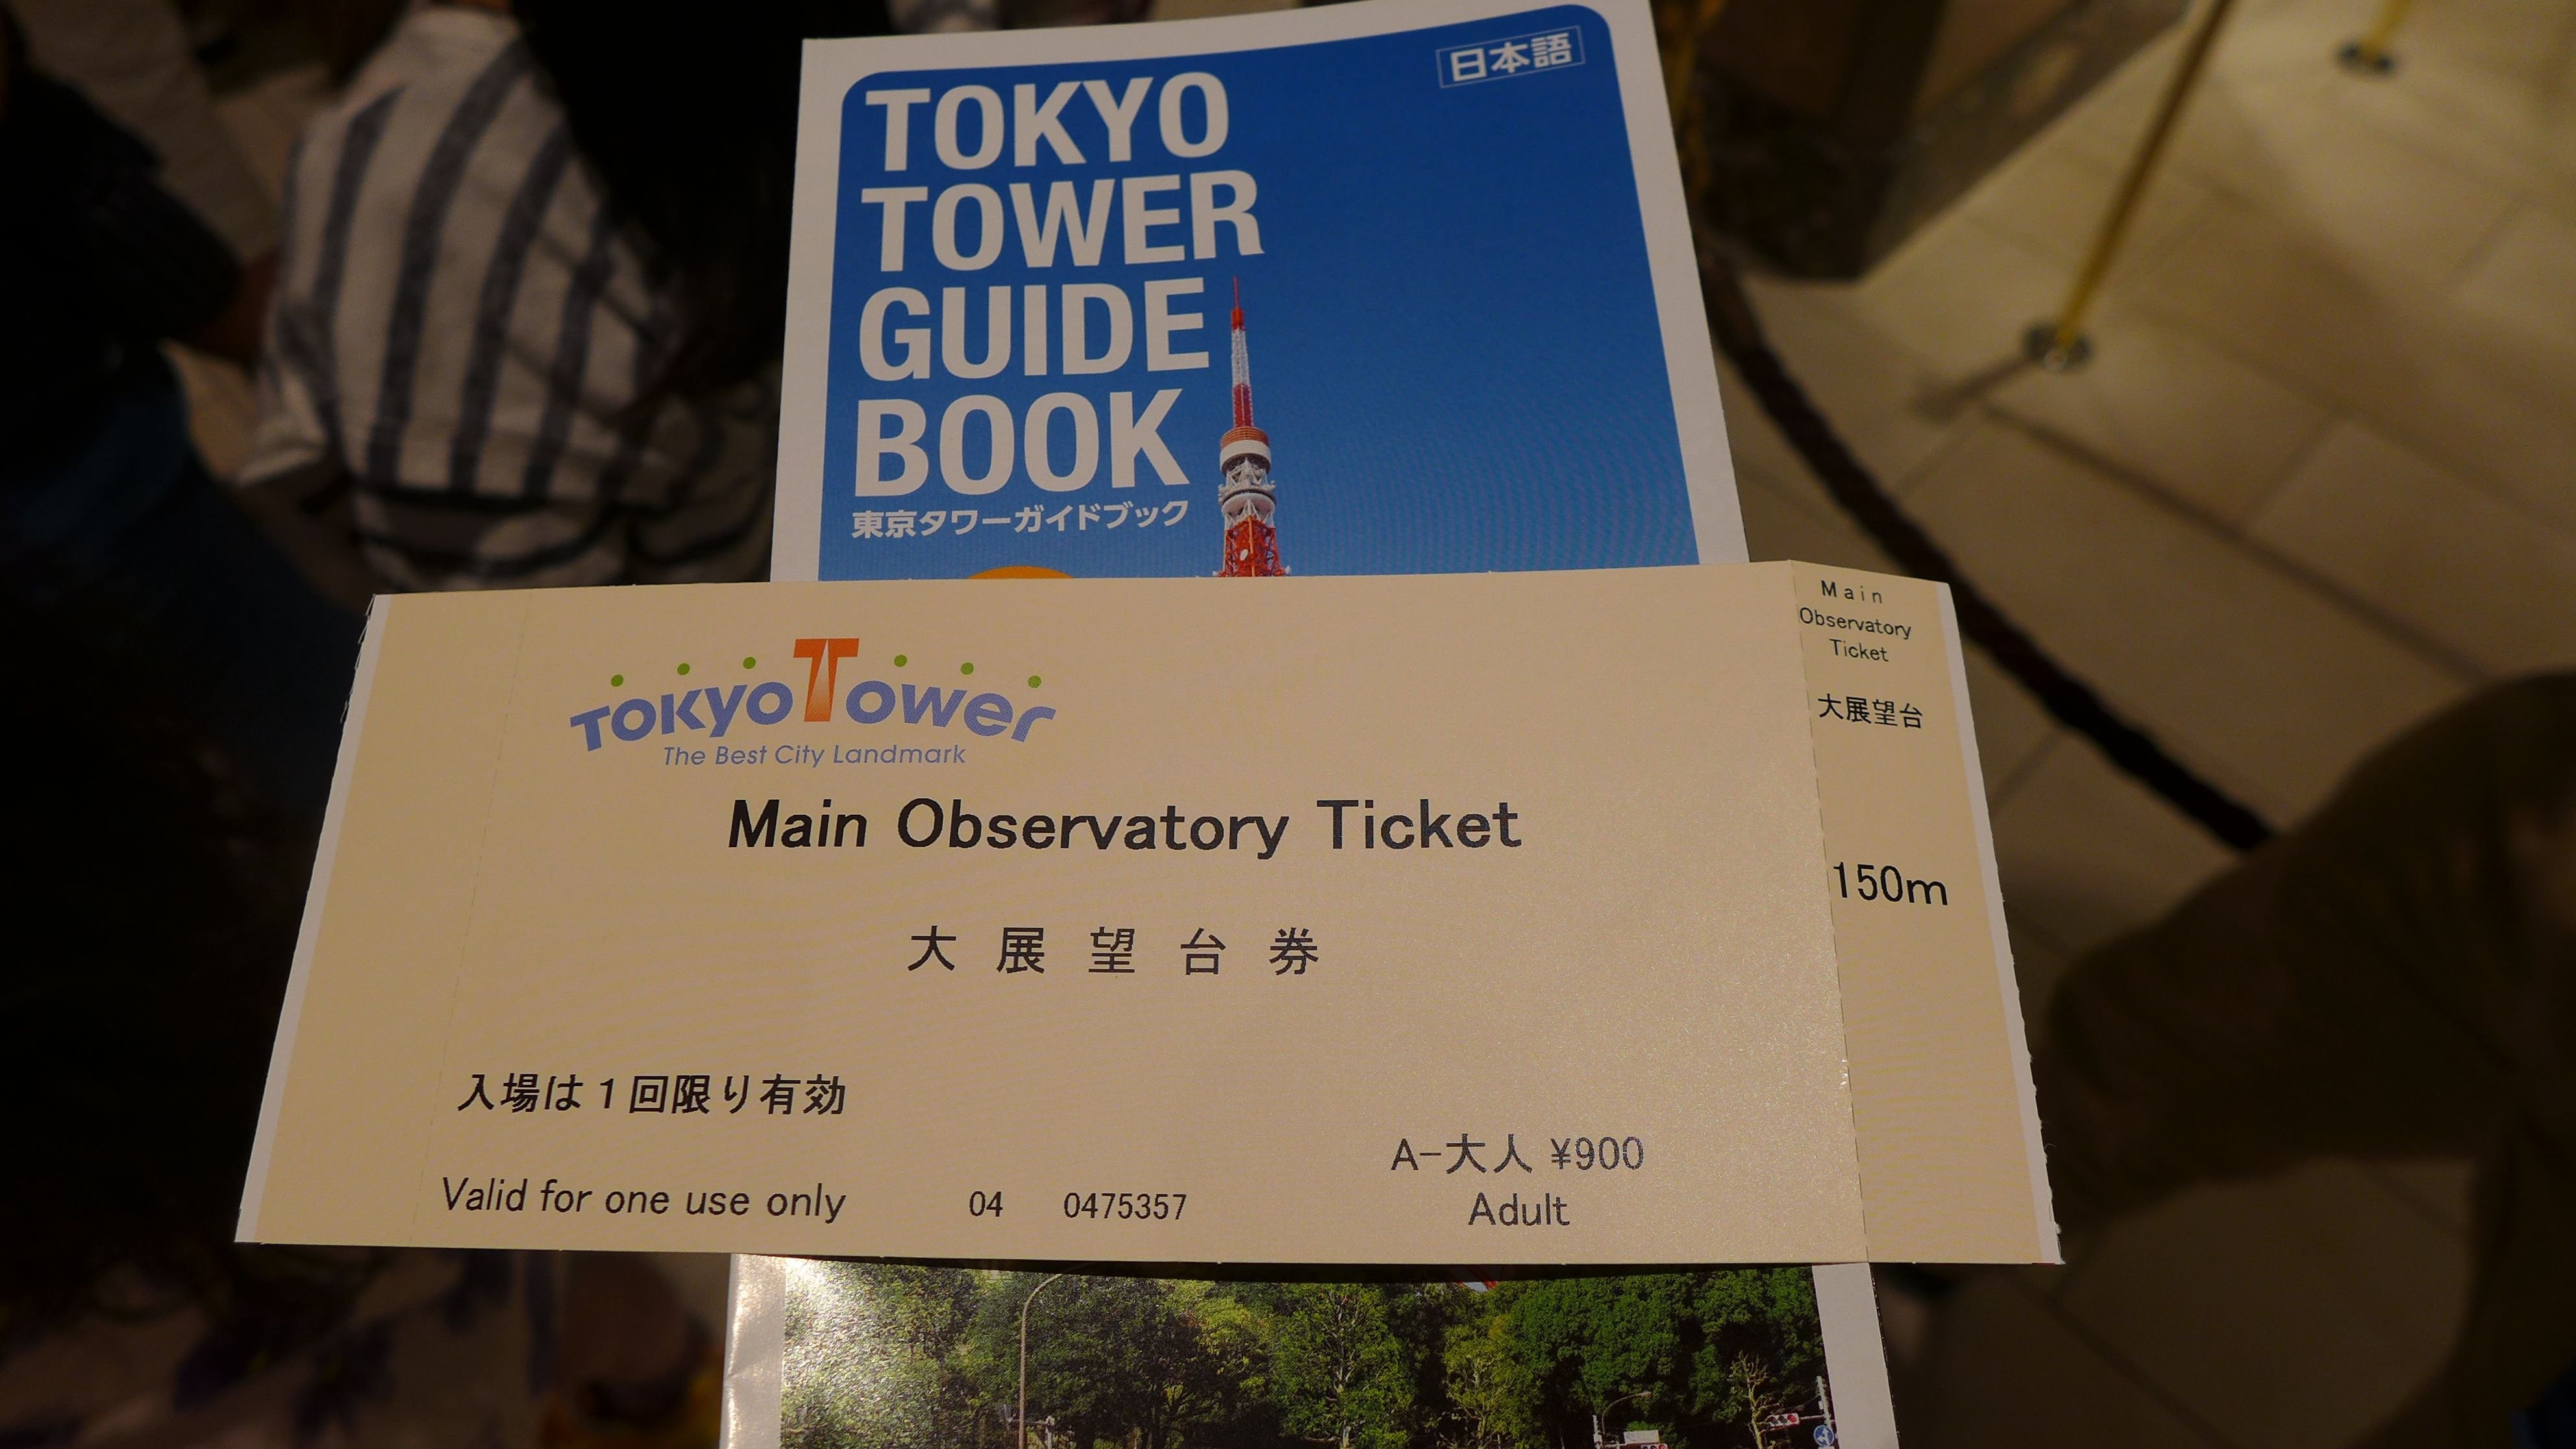 日本語
TOKYO
TOWER
GUIDE
BOOK
東京タワーガイドブック
TOKYO TOWER
The Best City Landmark
Main Observatory Ticket
大展望台券
入場は1回限り有効
Valid for one use only 04 0475357
A-大人 ¥900
Adult
Main
Observatory
Ticket
大展望台
150m